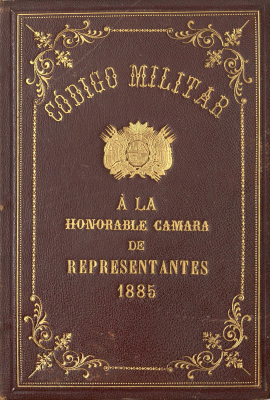 CÓDIGO MILITAR
Á LA
HONORABLE CAMARA
DE
REPRESENTANTES
1885